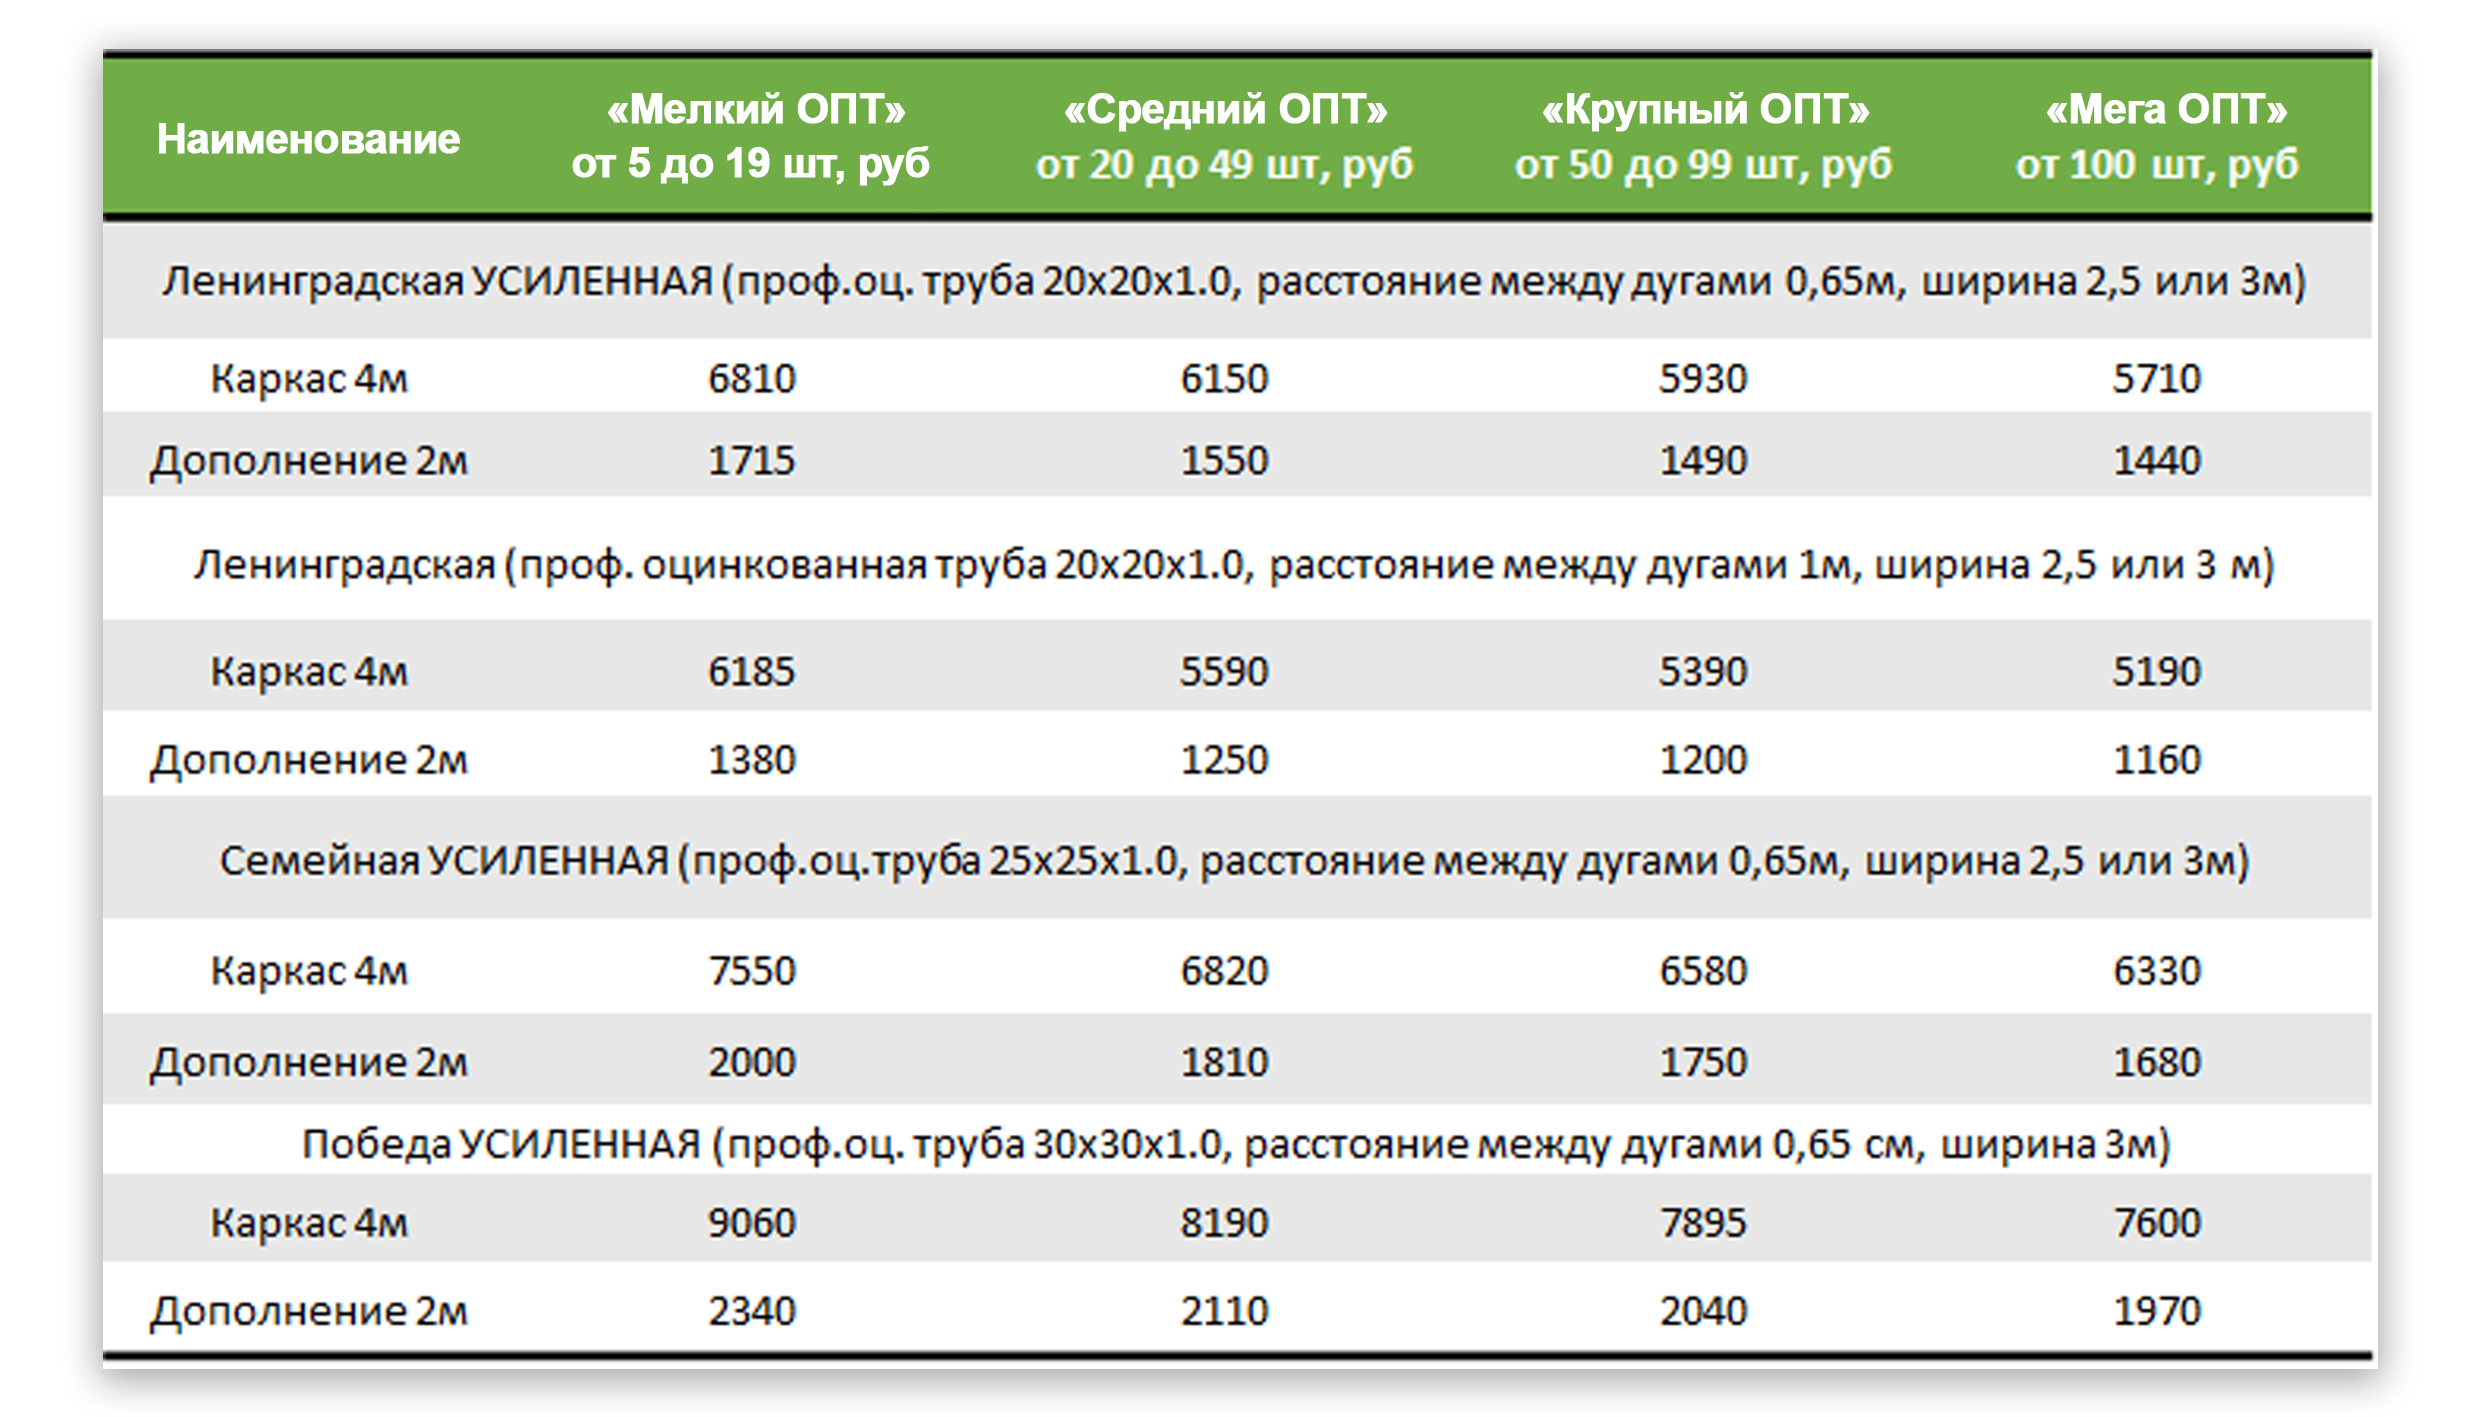 Наименование «Мелкий ОПТ» от 5 до 19 шт, руб «Средний ОПТ» от 20 до 49 шт, руб «Крупный ОПТ» от 50 до 99 шт, руб «Мега ОПТ» от 100 шт, руб
Ленинградская УСИЛЕННАЯ (проф.оц. труба 20х20х1.0, расстояние между дугами 0,65м, ширина 2,5 или 3м)
Каркас 4м 6810 6150 5930 5710
Дополнение 2м 1715 1550 1490 1440
Ленинградская (проф. оцинкованная труба 20х20х1.0, расстояние между дугами 1м, ширина 2,5 или 3 м)
Каркас 4м 6185 5590 5390 5190
Дополнение 2м 1380 1250 1200 1160
Семейная УСИЛЕННАЯ (проф.оц.труба 25х25х1.0, расстояние между дугами 0,65м, ширина 2,5 или 3м)
Каркас 4м 7550 6820 6580 6330
Дополнение 2м 2000 1810 1750 1680
Победа УСИЛЕННАЯ (проф.оц. труба 30х30х1.0, расстояние между дугами 0,65 см, ширина 3м)
Каркас 4м 9060 8190 7895 7600
Дополнение 2м 2340 2110 2040 1970